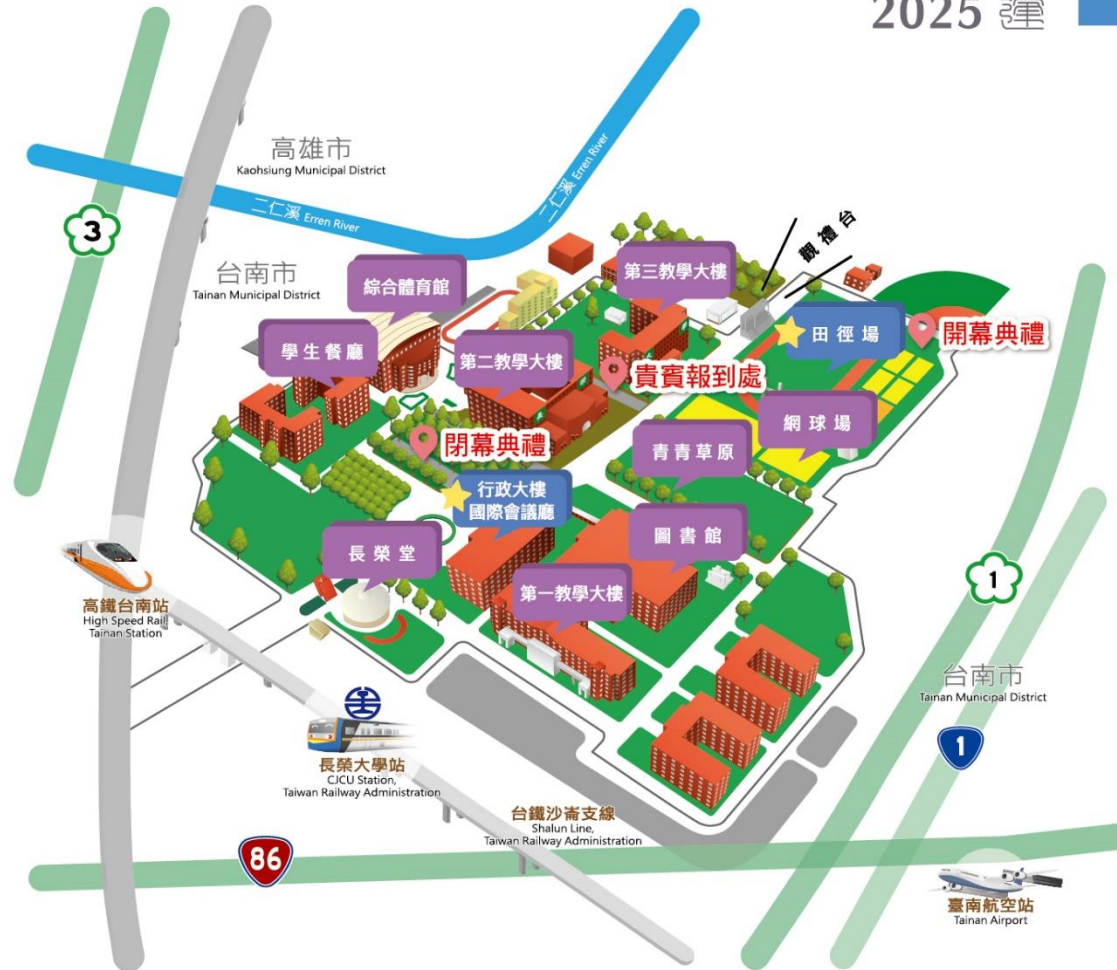 2025 運
高雄市
Kaohsiung Municipal District
二仁溪 Erren River
二仁溪 Erren River
3
台南市
Tainan Municipal District
綜合體育館
第三教學大樓
觀禮台
學生餐廳
第二教學大樓
田徑場
開幕典禮
貴賓報到處
網球場
閉幕典禮
青青草原
行政大樓
國際會議廳
圖書館
長榮堂
第一教學大樓
高鐵台南站
High Speed Rail,
Tainan Station
1
台南市
Tainan Municipal District
1
長榮大學站
CJCU Station,
Taiwan Railway Administration
台鐵沙崙支線
Shalun Line,
Taiwan Railway Administration
86
臺南航空站
Tainan Airport